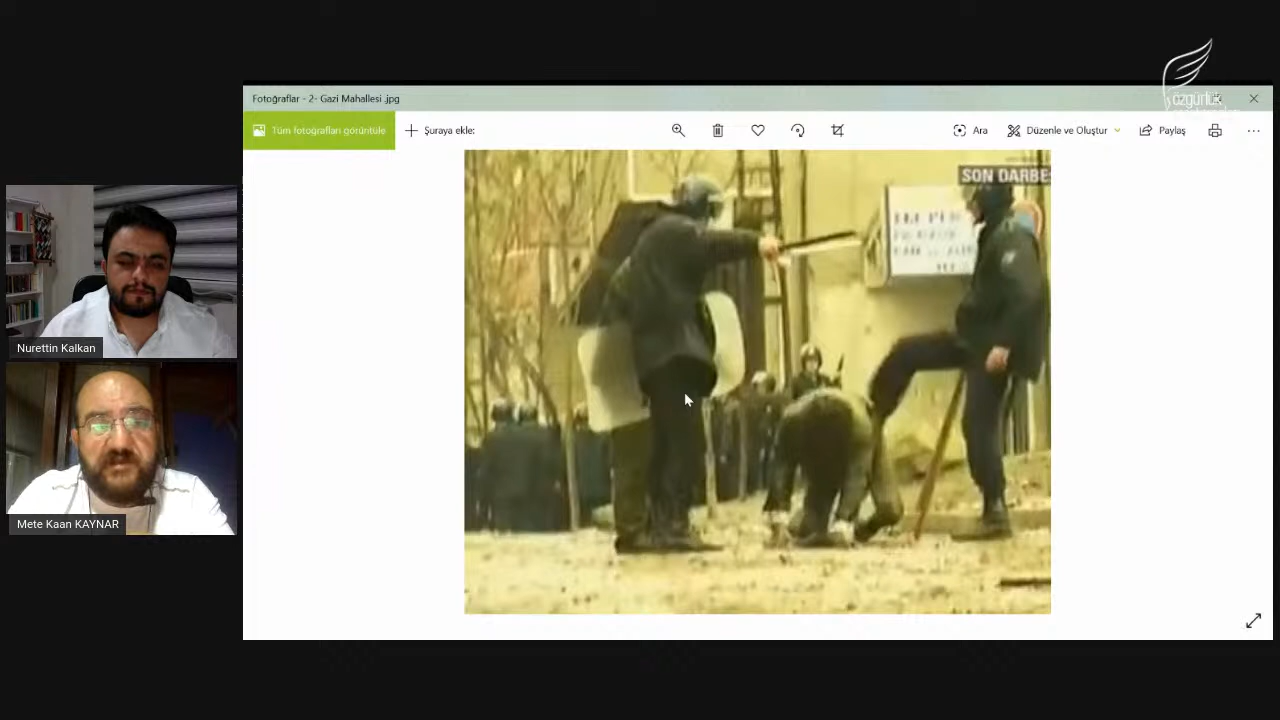 özgürlük
Fotoğraflar - 2- Gazi Mahallesi .jpg
Tüm fotoğrafları görüntüle
Şuraya ekle:
Ara
Düzenle ve Oluştur
Paylaş
SON DARBE
Nurettin Kalkan
Mete Kaan KAYNAR